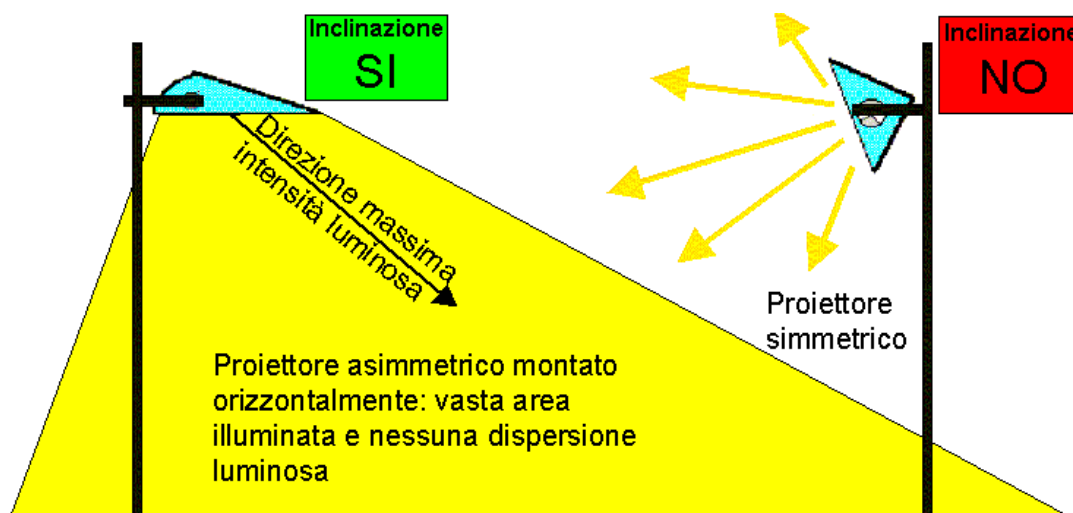 Inclinazione
SI
Direzione massima
intensità luminosa
Proiettore asimmetrico montato
orizzontalmente: vasta area
illuminata e nessuna dispersione
luminosa
Inclinazione
NO
Proiettore
simmetrico